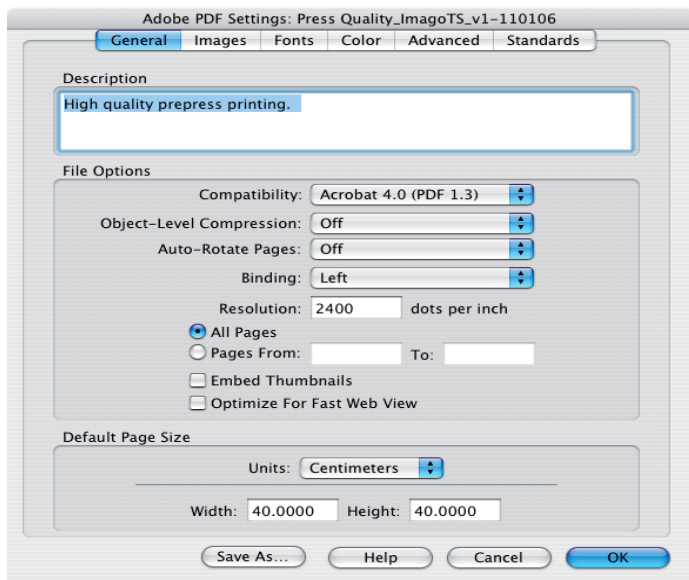 Adobe PDF Settings: Press Quality_ImagoTS_v1-110106
General Images Fonts Color Advanced Standards
Description
High quality prepress printing.
File Options
Compatibility: Acrobat 4.0 (PDF 1.3)
Object-Level Compression: Off
Auto-Rotate Pages: Off
Binding: Left
Resolution: 2400 dots per inch
All Pages
Pages From: To:
Embed Thumbnails
Optimize For Fast Web View
Default Page Size
Units: Centimeters
Width: 40.0000 Height: 40.0000
Save As... Help Cancel OK